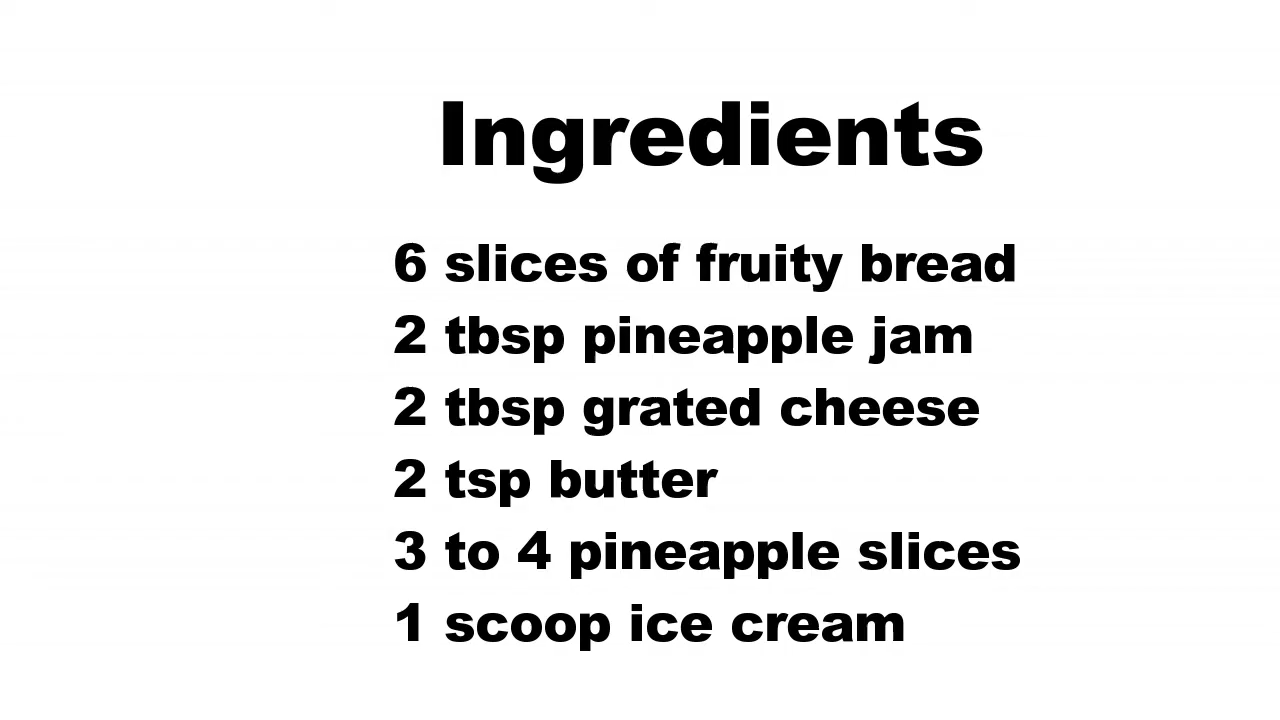 Ingredients
6 slices of fruity bread
2 tbsp pineapple jam
2 tbsp grated cheese
2 tsp butter
3 to 4 pineapple slices
1 scoop ice cream